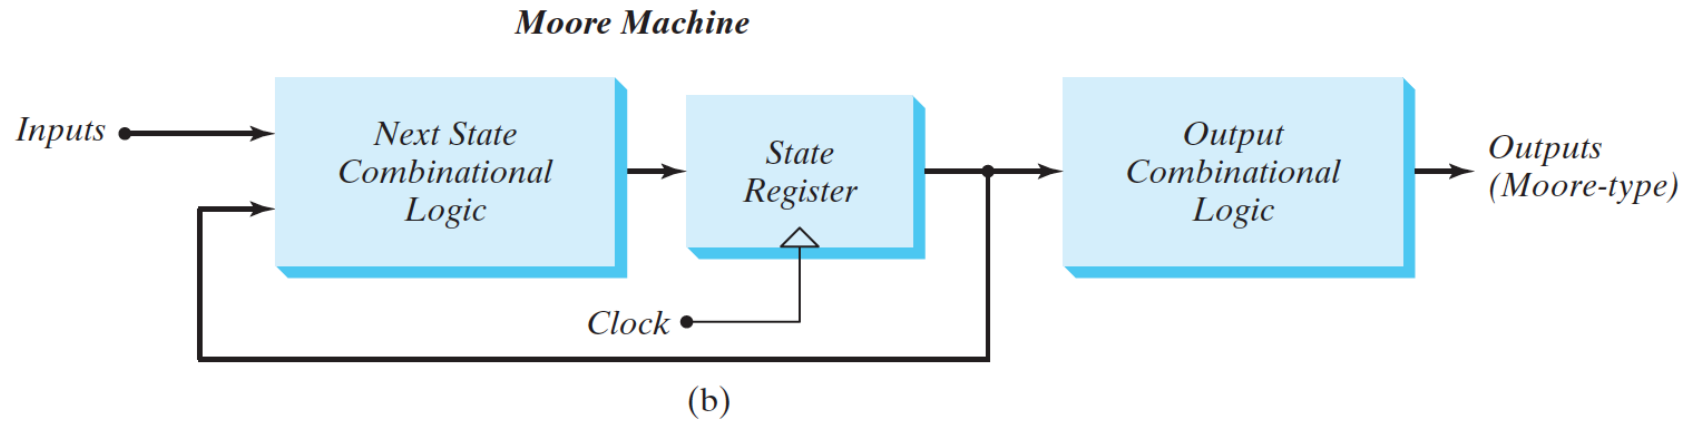 Moore Machine
Inputs
Next State
Combinational
Logic
State
Register
Clock
Output
Combinational
Logic
Outputs
(Moore-type)
(b)